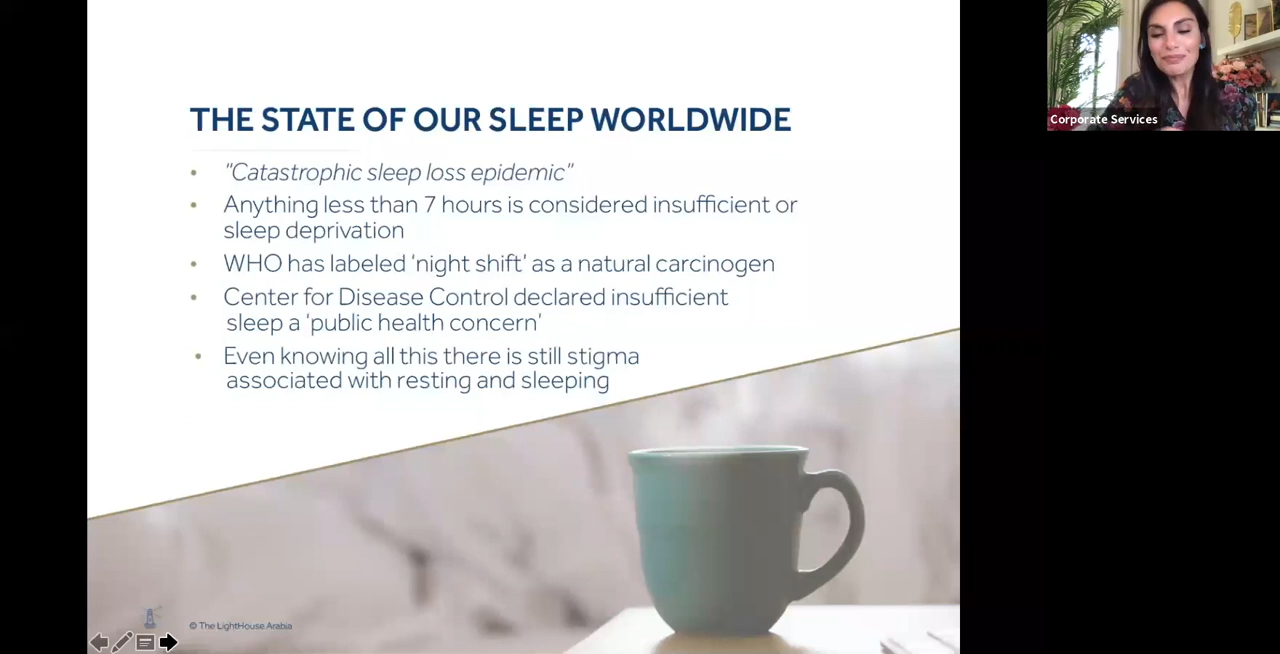 THE STATE OF OUR SLEEP WORLDWIDE
• "Catastrophic sleep loss epidemic"
• Anything less than 7 hours is considered insufficient or
sleep deprivation
• WHO has labeled 'night shift' as a natural carcinogen
• Center for Disease Control declared insufficient
sleep a 'public health concern'
• Even knowing all this there is still stigma
associated with resting and sleeping
© The LightHouse Arabia
Corporate Services